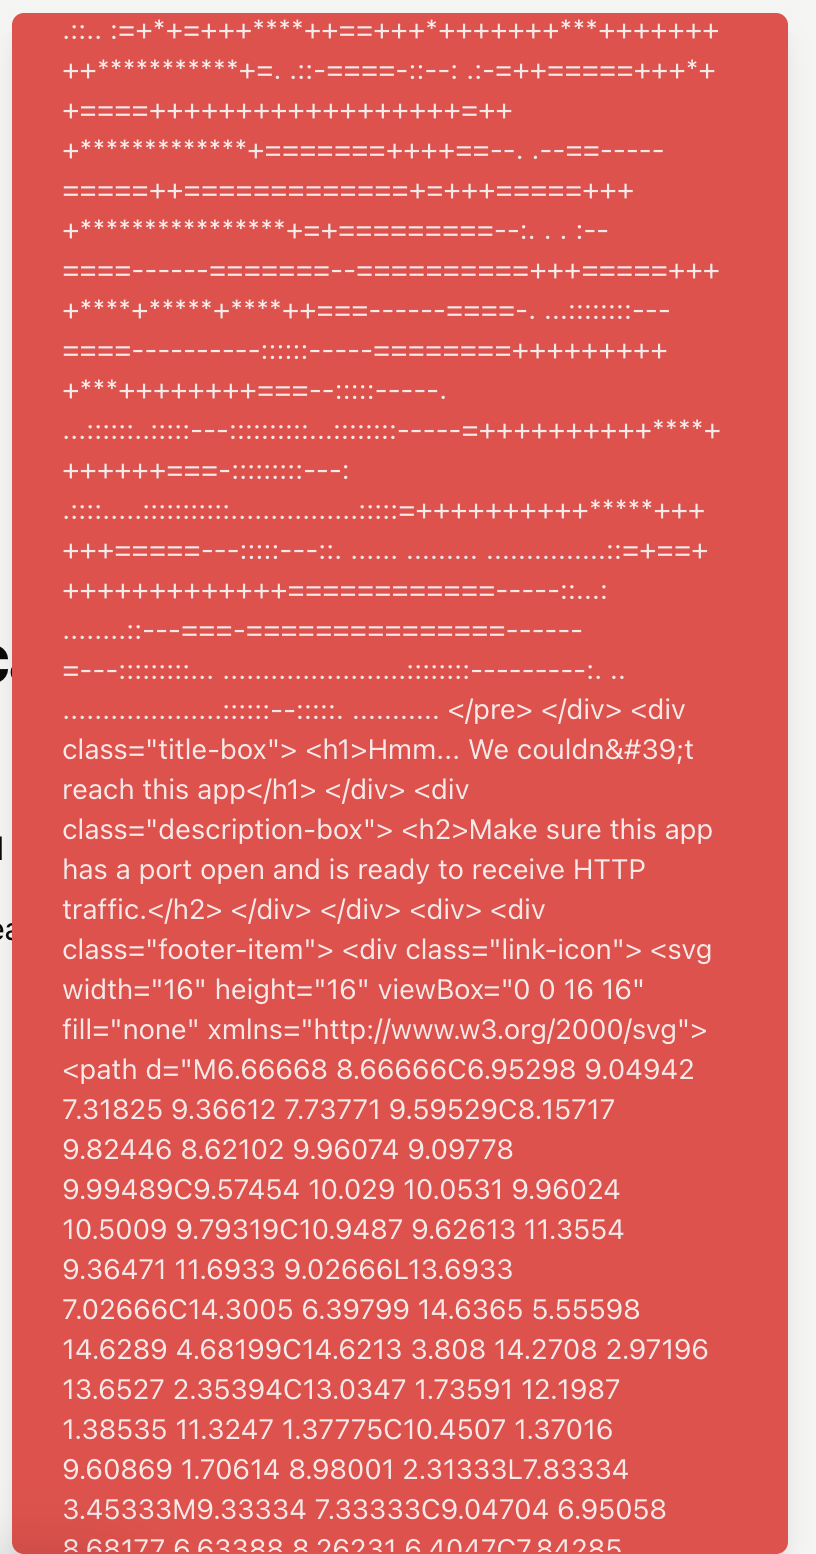 .::.. :=+*+=+++****++==+++*+++++++***+++++++
++***********+=. .::-====-::--: .:-=++=====+++*+
+====++++++++++++++++++=++
+*************+=======++++==--. .--==-----
=====++=============+=+++=====+++
+****************+=+=========--:. . . :--
====------=======--==========+++=====+++
+****+*****+****++===------====-. ...::::::::---
====----------::::::-----========+++++++++
+***++++++++===--:::::-----.
...::::::..:::::---::::::::::...::::::::-----=++++++++++****+
++++++===-:::::::::---:
.::::.....:::::::::::................:::::=++++++++++*****+++
+++=====---:::::---::. ...... ......... ...............::=+==+
+++++++++++++============-----::...:
........::---===-===============------
=---:::::::::... .......................::::::::---------:. ..
....................::::::--:::::. ........... </pre> </div> <div
class="title-box"> <h1>Hmm... We couldn&#39;t
reach this app</h1> </div> <div
class="description-box"> <h2>Make sure this app
has a port open and is ready to receive HTTP
traffic.</h2> </div> </div> <div> <div
class="footer-item"> <div class="link-icon"> <svg
width="16" height="16" viewBox="0 0 16 16"
fill="none" xmlns="http://www.w3.org/2000/svg">
<path d="M6.66668 8.66666C6.95298 9.04942
7.31825 9.36612 7.73771 9.59529C8.15717
9.82446 8.62102 9.96074 9.09778
9.99489C9.57454 10.029 10.0531 9.96024
10.5009 9.79319C10.9487 9.62613 11.3554
9.36471 11.6933 9.02666L13.6933
7.02666C14.3005 6.39799 14.6365 5.55598
14.6289 4.68199C14.6213 3.808 14.2708 2.97196
13.6527 2.35394C13.0347 1.73591 12.1987
1.38535 11.3247 1.37775C10.4507 1.37016
9.60869 1.70614 8.98001 2.31333L7.83334
3.45333M9.33334 7.33333C9.04704 6.95058
8.68177 6.63388 8.26231 6.4047C7.84285